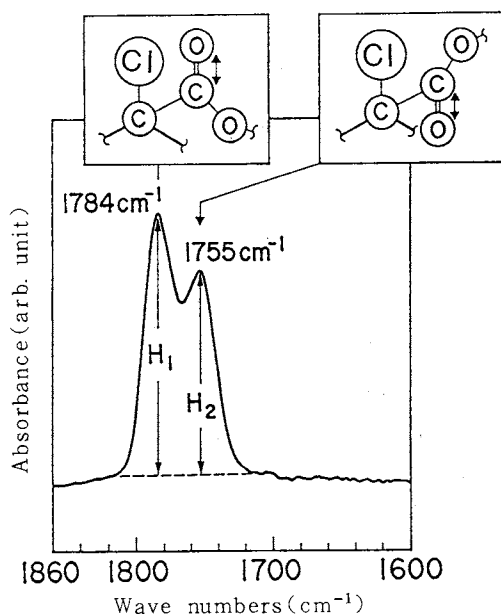 O O
Cl Cl
C C
C C
O O
1784cm⁻¹
1755cm⁻¹
H₁
H₂
Absorbance (arb. unit)
1860 1800 1700 1600
Wave numbers (cm⁻¹)